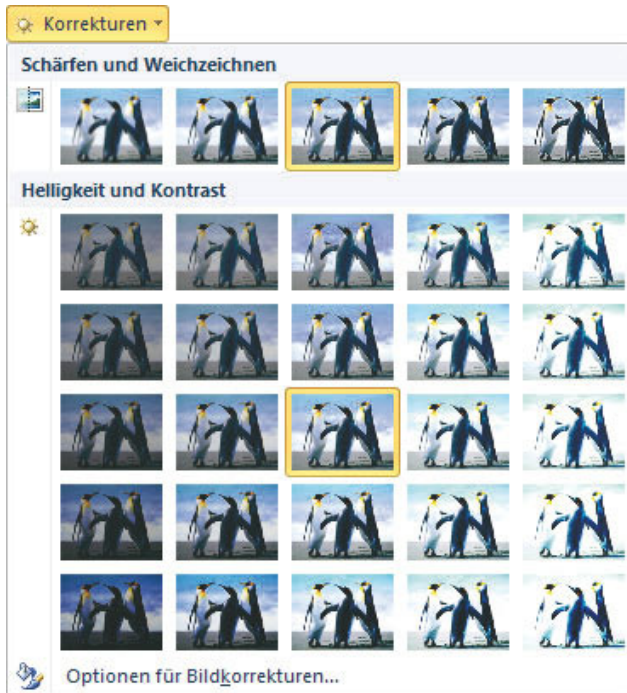 Korrekturen
Schärfen und Weichzeichnen
Helligkeit und Kontrast
Optionen für Bildkorrekturen...